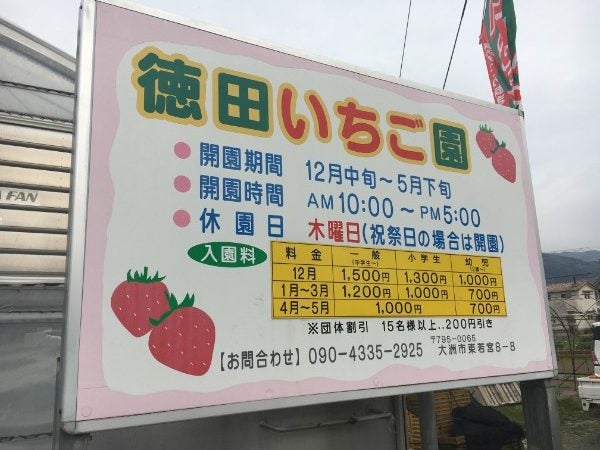 徳田いちご園
●開園期間 12月中旬～5月下旬
●開園時間 AM10:00～PM5:00
●休園日 木曜日(祝祭日の場合は開園)
入園料
料金 一般(中学生～) 小学生 幼児
12月 1,500円 1,300円 1,000円
1月～3月 1,200円 1,000円 700円
4月～5月 1,000円 700円
※団体割引 15名様以上‥200円引き
【お問合わせ】090-4335-2925 〒795-0065
大洲市東若宮8-8
A FAN